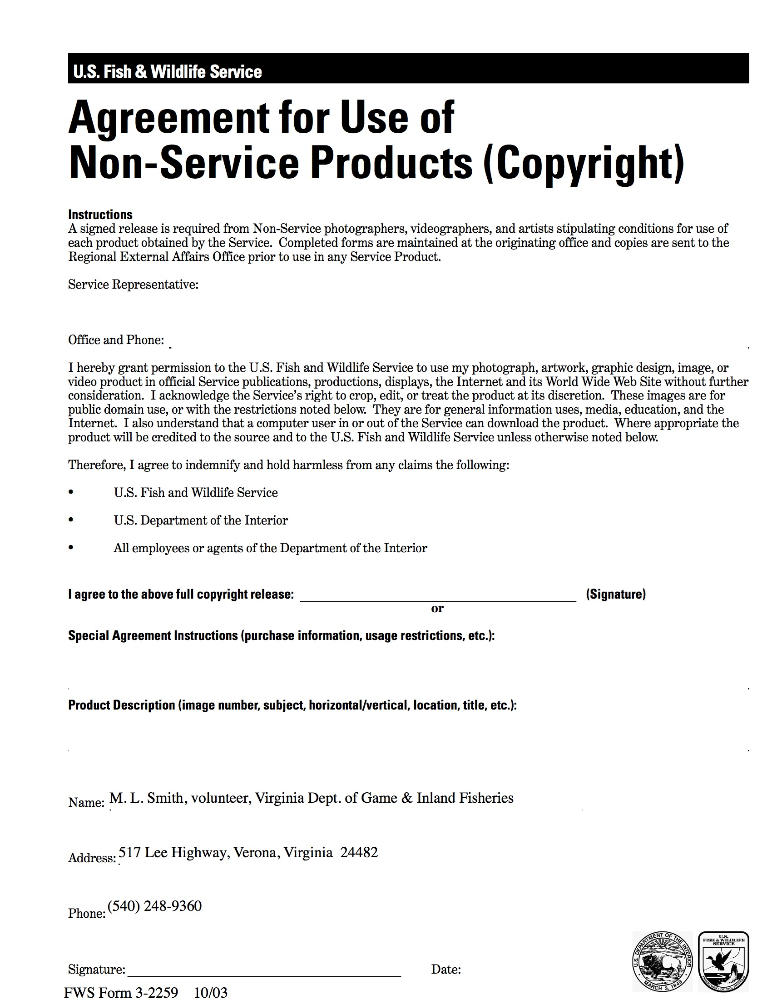 U.S. Fish & Wildlife Service
Agreement for Use of
Non-Service Products (Copyright)
Instructions
A signed release is required from Non-Service photographers, videographers, and artists stipulating conditions for use of
each product obtained by the Service.  Completed forms are maintained at the originating office and copies are sent to the
Regional External Affairs Office prior to use in any Service Product.
Service Representative:
Office and Phone:
I hereby grant permission to the U.S. Fish and Wildlife Service to use my photograph, artwork, graphic design, image, or
video product in official Service publications, productions, displays, the Internet and its World Wide Web Site without further
consideration.  I acknowledge the Service's right to crop, edit, or treat the product at its discretion.  These images are for
public domain use, or with the restrictions noted below.  They are for general information uses, media, education, and the
Internet.  I also understand that a computer user in or out of the Service can download the product.  Where appropriate the
product will be credited to the source and to the U.S. Fish and Wildlife Service unless otherwise noted below.
Therefore, I agree to indemnify and hold harmless from any claims the following:
• U.S. Fish and Wildlife Service
• U.S. Department of the Interior
• All employees or agents of the Department of the Interior
I agree to the above full copyright release: (Signature)
or
Special Agreement Instructions (purchase information, usage restrictions, etc.):
Product Description (image number, subject, horizontal/vertical, location, title, etc.):
Name: M. L. Smith, volunteer, Virginia Dept. of Game & Inland Fisheries
Address: 517 Lee Highway, Verona, Virginia  24482
Phone: (540) 248-9360
Signature: Date:
FWS Form 3-2259 10/03
U.S. DEPARTMENT OF THE INTERIOR
MARCH 3, 1849
U.S.
FISH & WILDLIFE
SERVICE
DEPARTMENT OF THE INTERIOR